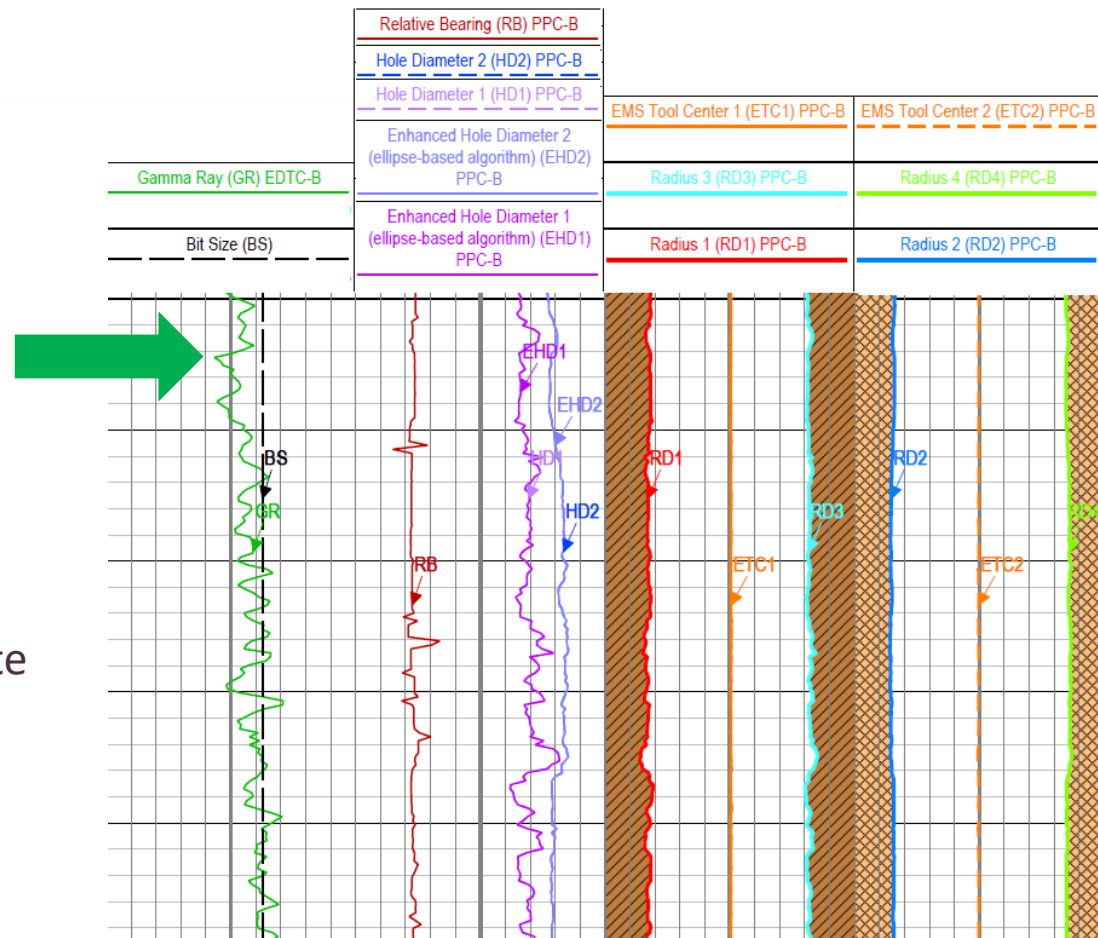 Relative Bearing (RB) PPC-B
Hole Diameter 2 (HD2) PPC-B
Hole Diameter 1 (HD1) PPC-B
Enhanced Hole Diameter 2
(ellipse-based algorithm) (EHD2)
PPC-B
Enhanced Hole Diameter 1
(ellipse-based algorithm) (EHD1)
PPC-B
EMS Tool Center 1 (ETC1) PPC-B
EMS Tool Center 2 (ETC2) PPC-B
Gamma Ray (GR) EDTC-B
Radius 3 (RD3) PPC-B
Radius 4 (RD4) PPC-B
Bit Size (BS)
Radius 1 (RD1) PPC-B
Radius 2 (RD2) PPC-B
EHD1
EHD2
BS
HD1
RD1
RD2
GR
HD2
RD3
RD4
RB
ETC1
ETC2